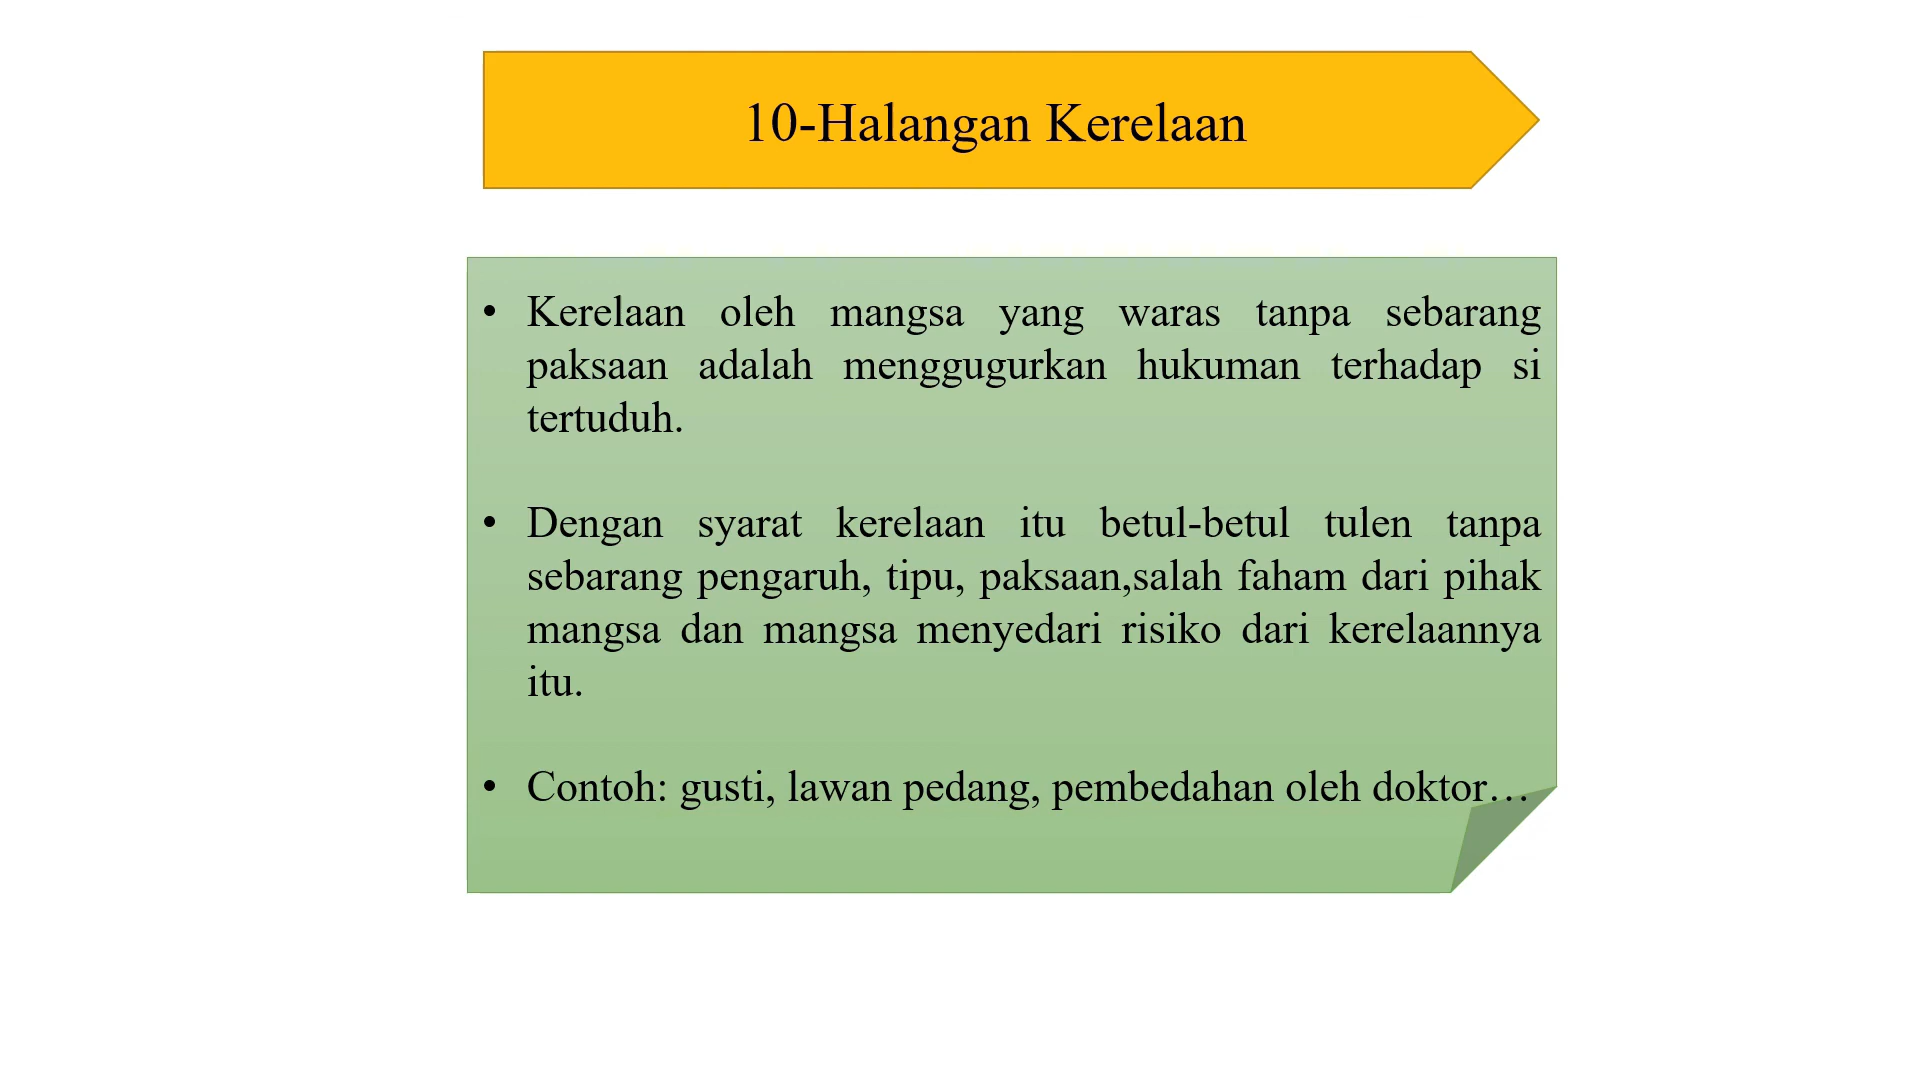 10-Halangan Kerelaan
• Kerelaan oleh mangsa yang waras tanpa sebarang
paksaan adalah menggugurkan hukuman terhadap si
tertuduh.
• Dengan syarat kerelaan itu betul-betul tulen tanpa
sebarang pengaruh, tipu, paksaan,salah faham dari pihak
mangsa dan mangsa menyedari risiko dari kerelaannya
itu.
• Contoh: gusti, lawan pedang, pembedahan oleh doktor…